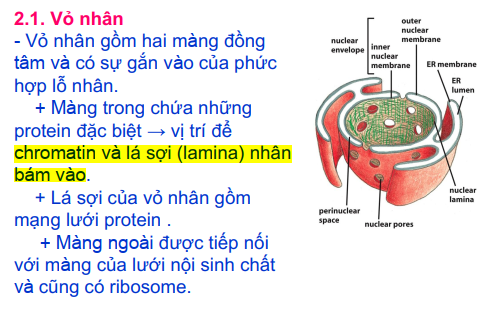 2.1. Vỏ nhân
- Vỏ nhân gồm hai màng đồng
tâm và có sự gắn vào của phức
hợp lỗ nhân.
+ Màng trong chứa những
protein đặc biệt → vị trí để
chromatin và lá sợi (lamina) nhân
bám vào.
+ Lá sợi của vỏ nhân gồm
mạng lưới protein .
+ Màng ngoài được tiếp nối
với màng của lưới nội sinh chất
và cũng có ribosome.
nuclear
envelope
inner
nuclear
membrane
outer
nuclear
membrane
ER membrane
ER
lumen
nuclear
lamina
perinuclear
space
nuclear pores